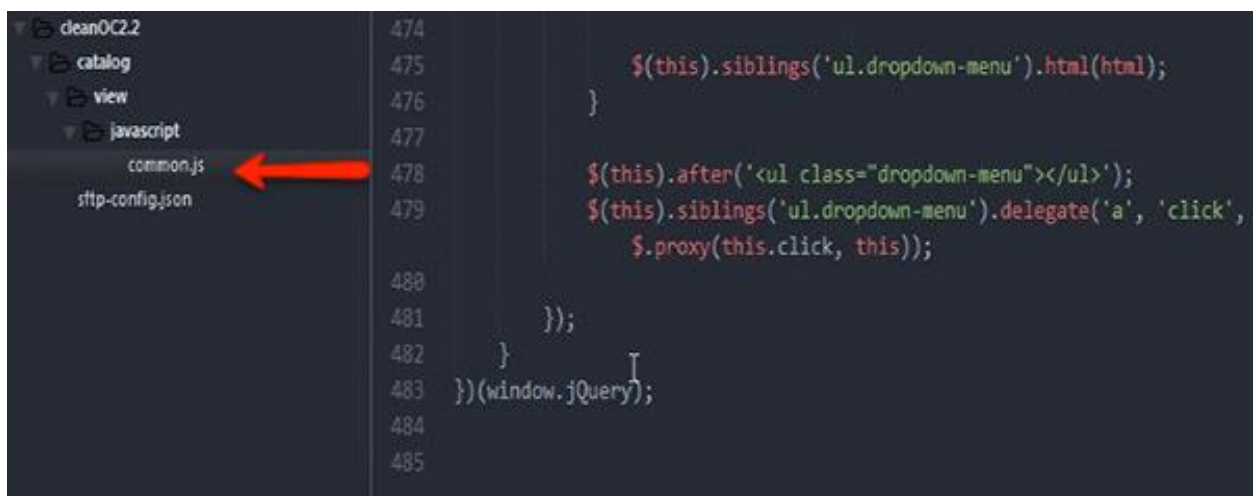 cleanOC2.2
catalog
view
javascript
common.js
sftp-config.json
474
475 $(this).siblings('ul.dropdown-menu').html(html);
476 }
477
478 $(this).after('<ul class="dropdown-menu"></ul>');
479 $(this).siblings('ul.dropdown-menu').delegate('a', 'click',
$.proxy(this.click, this));
480
481 });
482 }
483 })(window.jQuery);
484
485